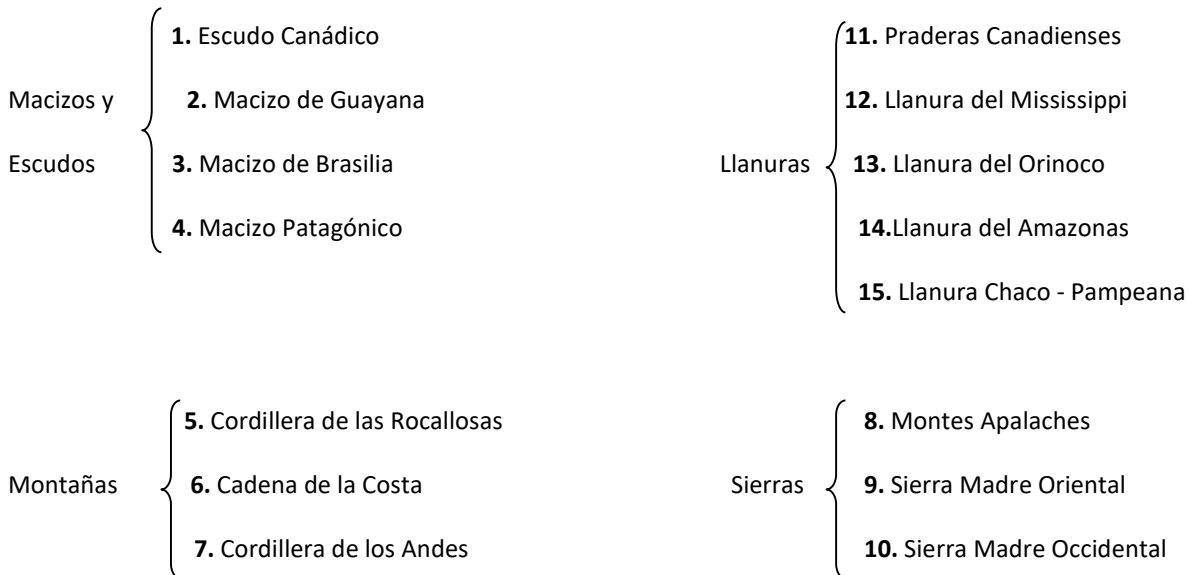 Macizos y
Escudos
1. Escudo Canádico
2. Macizo de Guayana
3. Macizo de Brasilia
4. Macizo Patagónico
Llanuras
11. Praderas Canadienses
12. Llanura del Mississippi
13. Llanura del Orinoco
14.Llanura del Amazonas
15. Llanura Chaco - Pampeana
Montañas
5. Cordillera de las Rocallosas
6. Cadena de la Costa
7. Cordillera de los Andes
Sierras
8. Montes Apalaches
9. Sierra Madre Oriental
10. Sierra Madre Occidental